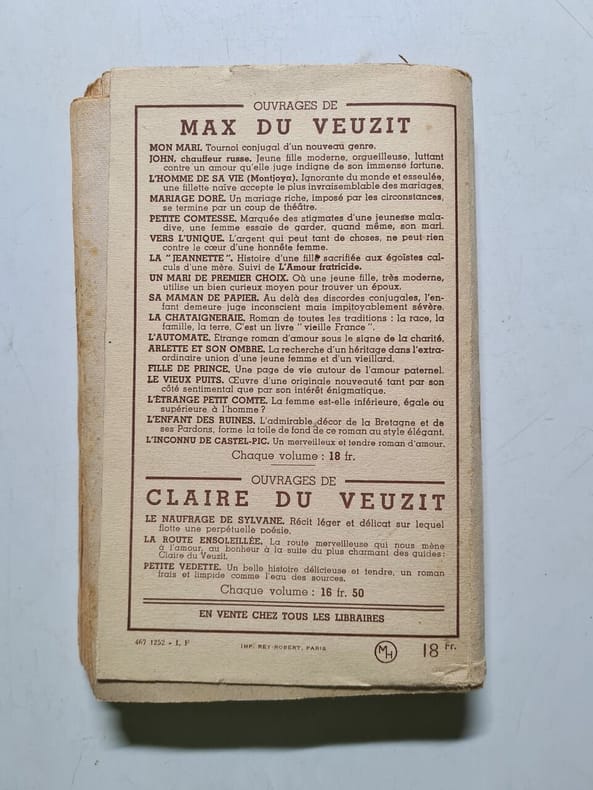 OUVRAGES DE
MAX DU VEUZIT
MON MARI. Tournoi conjugal d'un nouveau genre.
JOHN, chauffeur russe. Jeune fille moderne, orgueilleuse, luttant
contre un amour qu'elle juge indigne de son immense fortune.
L'HOMME DE SA VIE (Montjoya). Ignorante du monde et esseulée,
une fillette naïve accepte le plus invraisemblable des mariages.
MARIAGE DORÉ. Un mariage riche, imposé par les circonstances,
se termine par un coup de théâtre.
PETITE COMTESSE. Marquée des stigmates d'une jeunesse mala-
dive, une femme essaie de garder, quand même, son mari.
VERS L'UNIQUE. L'argent qui peut tant de choses, ne peut rien
contre le cœur d'une honnête femme.
LA "JEANNETTE". Histoire d'une fille sacrifiée aux égoïstes cal-
culs d'une mère. Suivi de L'Amour fratricide.
UN MARI DE PREMIER CHOIX. Où une jeune fille, très moderne,
utilise un bien curieux moyen pour trouver un époux.
SA MAMAN DE PAPIER. Au delà des discordes conjugales, l'en-
fant demeure juge inconscient mais impitoyablement sévère.
LA CHATAIGNERAIE. Roman de toutes les traditions : la race, la
famille, la terre. C'est un livre "vieille France".
L'AUTOMATE. Etrange roman d'amour sous le signe de la charité.
ARLETTE ET SON OMBRE. La recherche d'un héritage dans l'extra-
ordinaire union d'une jeune femme et d'un vieillard.
FILLE DE PRINCE. Une page de vie autour de l'amour paternel.
LE VIEUX PUITS. Œuvre d'une originale nouveauté tant par son
côté sentimental que par son intérêt énigmatique.
L'ÉTRANGE PETIT COMTE. La femme est-elle inférieure, égale ou
supérieure à l'homme ?
L'ENFANT DES RUINES. L'admirable décor de la Bretagne et de
ses Pardons, forme la toile de fond de ce roman au style élégant.
L'INCONNU DE CASTEL-PIC. Un merveilleux et tendre roman d'amour.
Chaque volume : 18 fr.
OUVRAGES DE
CLAIRE DU VEUZIT
LE NAUFRAGE DE SYLVANE. Récit léger et délicat sur lequel
flotte une perpétuelle poésie.
LA ROUTE ENSOLEILLÉE. La route merveilleuse qui nous mène
à l'amour, au bonheur à la suite du plus charmant des guides :
Claire du Veuzit.
PETITE VEDETTE. Un belle histoire délicieuse et tendre, un roman
frais et limpide comme l'eau des sources.
Chaque volume : 16 fr. 50
EN VENTE CHEZ TOUS LES LIBRAIRES
467 1252 - I. F
IMP. REY-ROBERT, PARIS
MH
18 Fr.